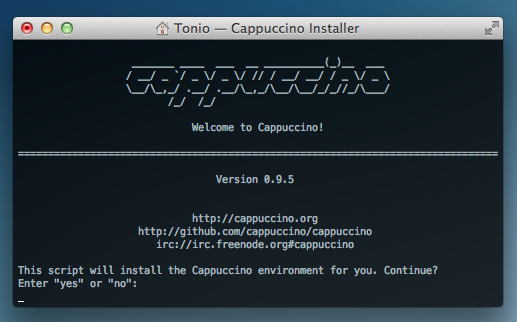 Tonio — Cappuccino Installer
cappuccino
Welcome to Cappuccino!
================================================================================
Version 0.9.5
http://cappuccino.org
http://github.com/cappuccino/cappuccino
irc://irc.freenode.org#cappuccino
This script will install the Cappuccino environment for you. Continue?
Enter "yes" or "no":
_